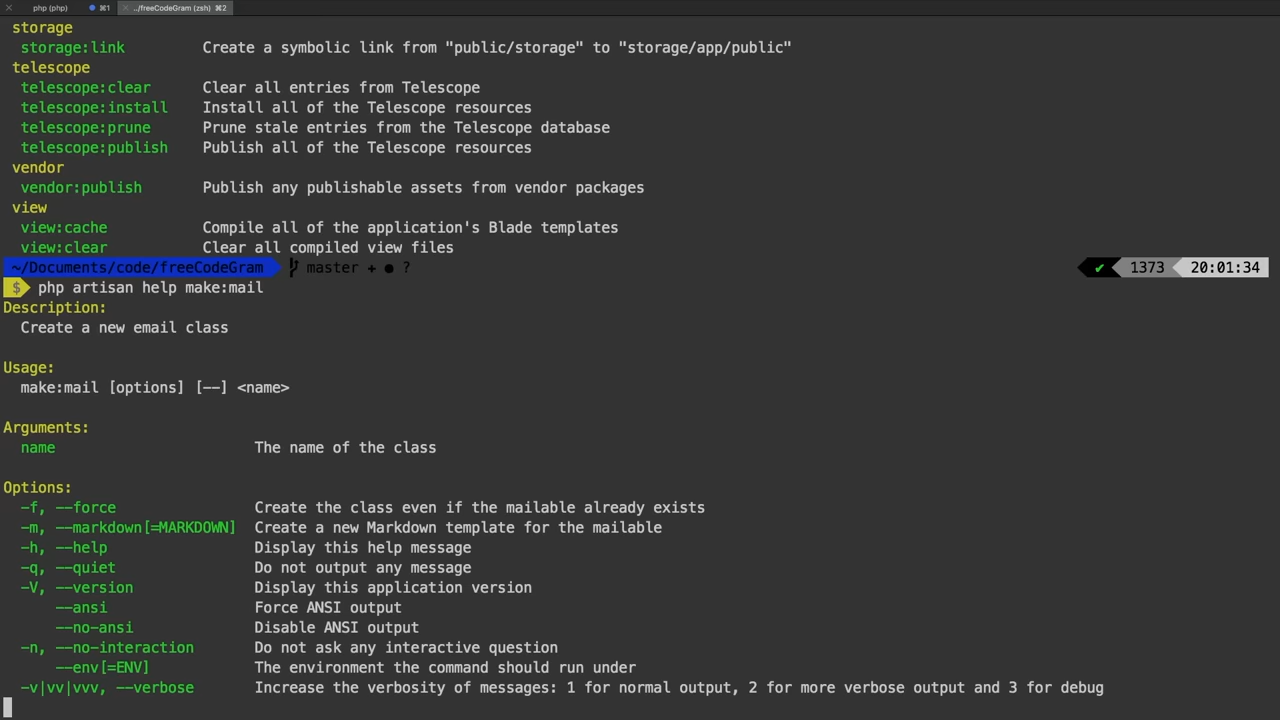 php (php) ⌘1 ../freeCodeGram (zsh) ⌘2
storage
storage:link Create a symbolic link from "public/storage" to "storage/app/public"
telescope
telescope:clear Clear all entries from Telescope
telescope:install Install all of the Telescope resources
telescope:prune Prune stale entries from the Telescope database
telescope:publish Publish all of the Telescope resources
vendor
vendor:publish Publish any publishable assets from vendor packages
view
view:cache Compile all of the application's Blade templates
view:clear Clear all compiled view files
~/Documents/code/freeCodeGram master + ● ? ✔ 1373 20:01:34
$ php artisan help make:mail
Description:
Create a new email class
Usage:
make:mail [options] [--] <name>
Arguments:
name The name of the class
Options:
-f, --force Create the class even if the mailable already exists
-m, --markdown[=MARKDOWN] Create a new Markdown template for the mailable
-h, --help Display this help message
-q, --quiet Do not output any message
-V, --version Display this application version
--ansi Force ANSI output
--no-ansi Disable ANSI output
-n, --no-interaction Do not ask any interactive question
--env[=ENV] The environment the command should run under
-v|vv|vvv, --verbose Increase the verbosity of messages: 1 for normal output, 2 for more verbose output and 3 for debug